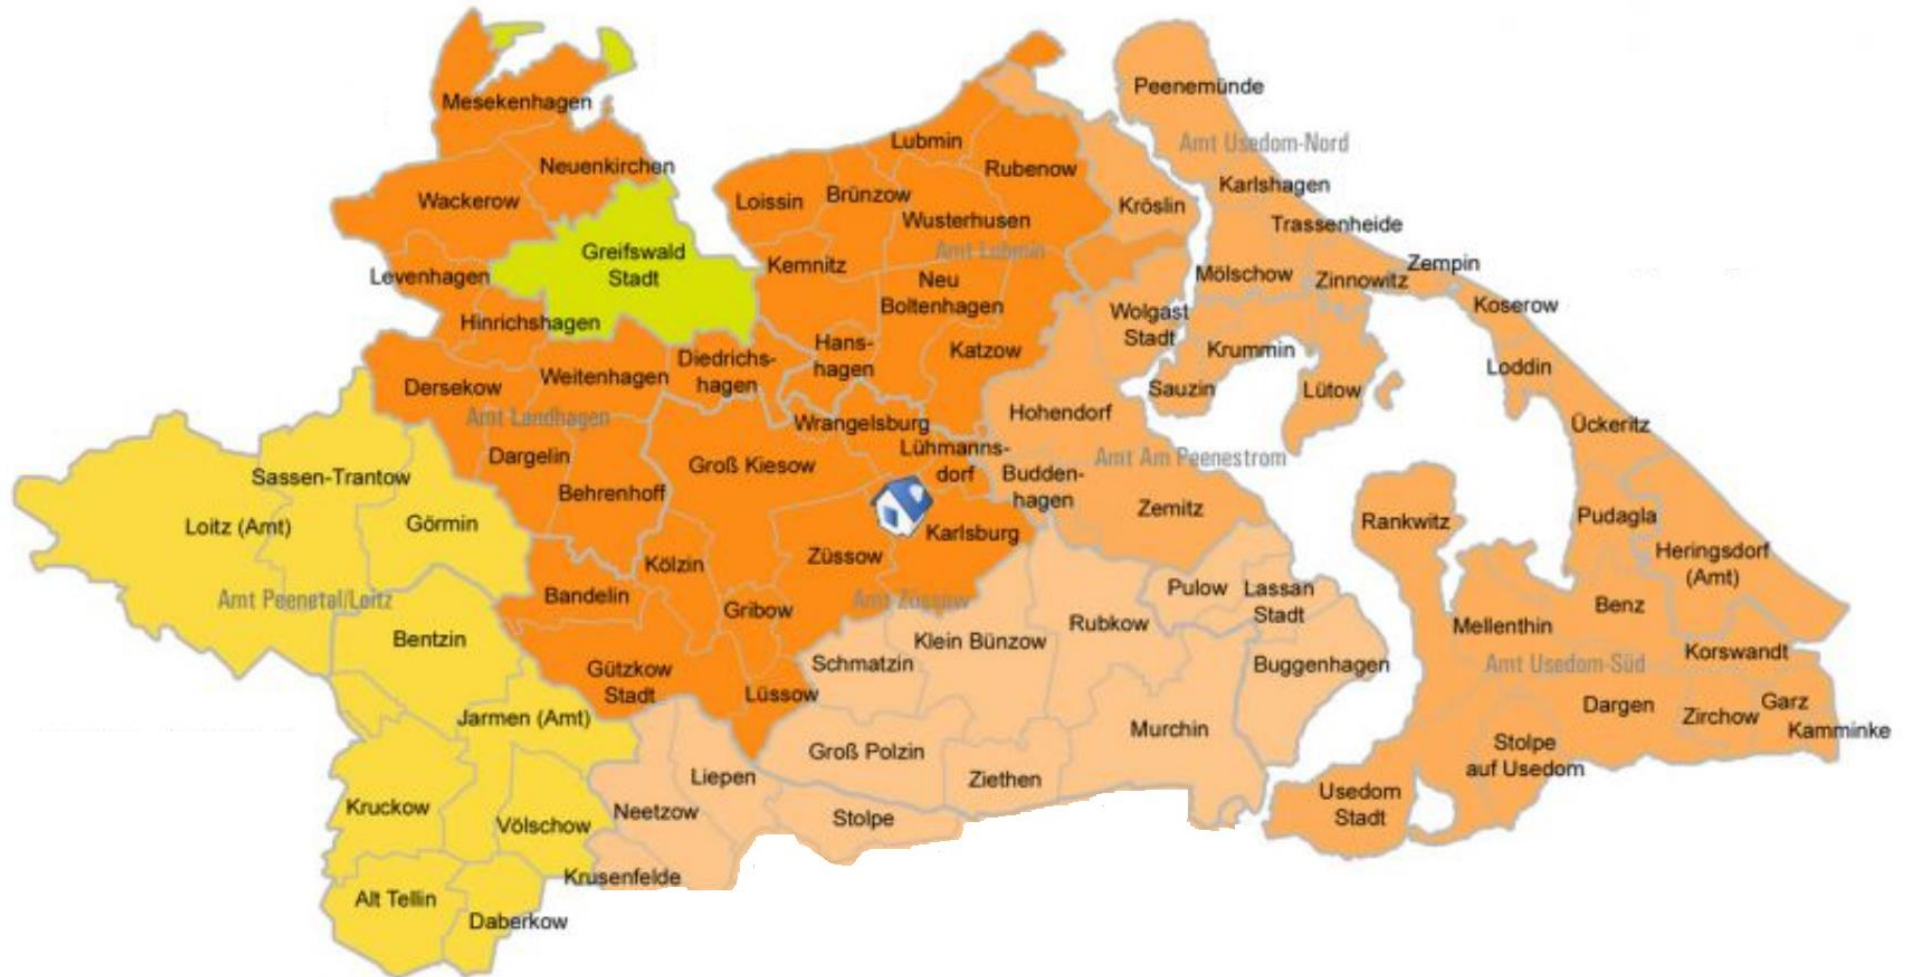 Peenemünde
Mesekenhagen
Lubmin
Amt Usedom-Nord
Neuenkirchen
Rubenow
Karlshagen
Wackerow
Loissin
Brünzow
Kröslin
Wusterhusen
Trassenheide
Greifswald
Stadt
Amt Lubmin
Levenhagen
Kemnitz
Neu
Boltenhagen
Mölschow
Zinnowitz
Zempin
Koserow
Hinrichshagen
Wolgast
Stadt
Diedrichs-
hagen
Hans-
hagen
Katzow
Krummin
Loddin
Dersekow
Weitenhagen
Sauzin
Lütow
Amt Landhagen
Wrangelsburg
Hohendorf
Ückeritz
Dargelin
Groß Kiesow
Lühmanns-
dorf
Amt Am Peenestrom
Sassen-Trantow
Behrenhoff
Budden-
hagen
Zemitz
Loitz (Amt)
Görmin
Karlsburg
Rankwitz
Pudagla
Kölzin
Züssow
Heringsdorf
(Amt)
Amt Peenetal/Loitz
Bandelin
Gribow
Amt Züssow
Pulow
Lassan
Stadt
Benz
Bentzin
Klein Bünzow
Rubkow
Mellenthin
Gützkow
Stadt
Schmatzin
Buggenhagen
Amt Usedom-Süd
Korswandt
Lüssow
Jarmen (Amt)
Dargen
Zirchow
Garz
Kamminke
Groß Polzin
Murchin
Stolpe
auf Usedom
Liepen
Ziethen
Kruckow
Völschow
Neetzow
Stolpe
Usedom
Stadt
Krusenfelde
Alt Tellin
Daberkow